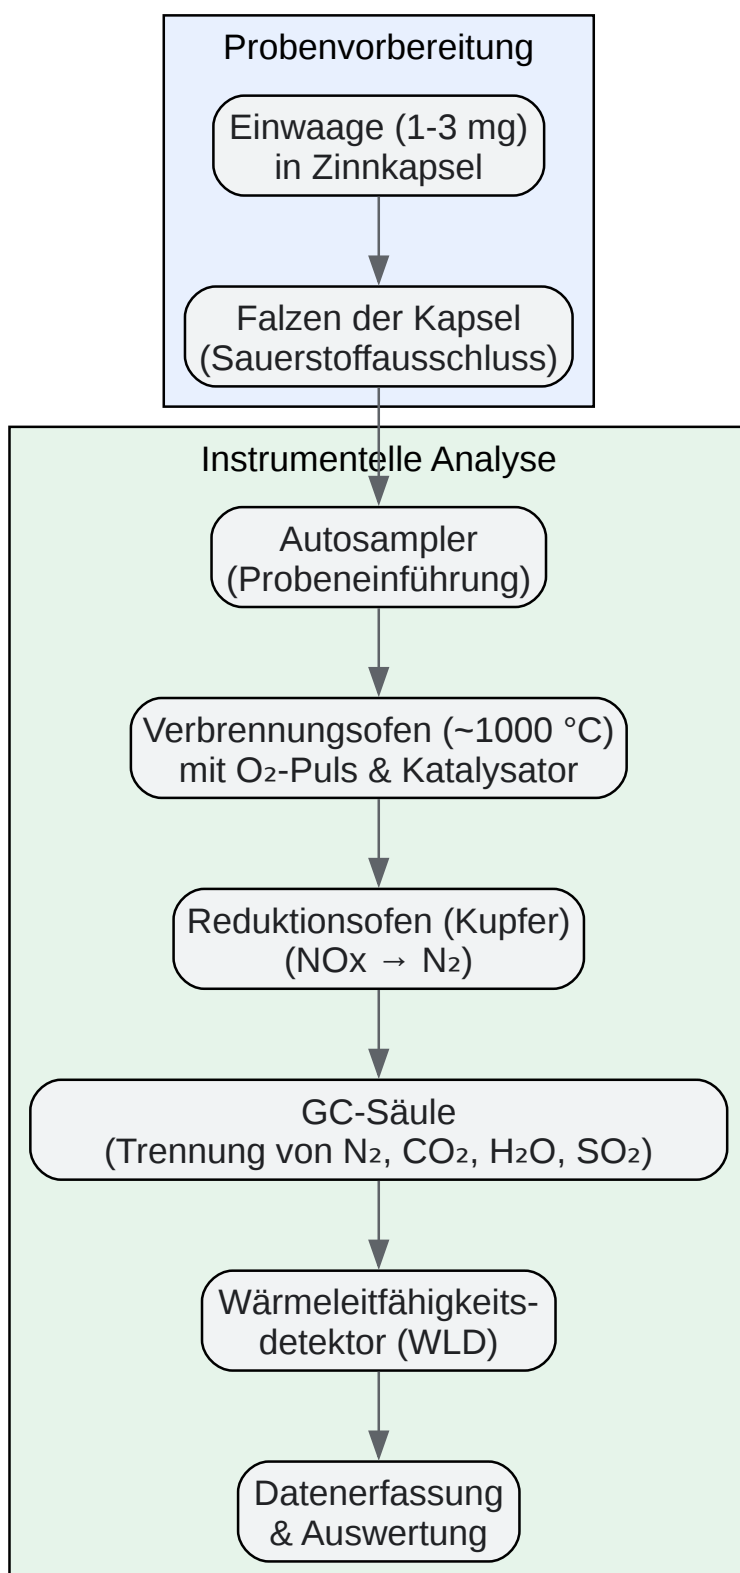 Probenvorbereitung
Einwaage (1-3 mg)
in Zinnkapsel
Falzen der Kapsel
(Sauerstoffausschluss)
Instrumentelle Analyse
Autosampler
(Probeneinführung)
Verbrennungsofen (~1000 °C)
mit O₂-Puls & Katalysator
Reduktionsofen (Kupfer)
(NOx → N₂)
GC-Säule
(Trennung von N₂, CO₂, H₂O, SO₂)
Wärmeleitfähigkeits-
detektor (WLD)
Datenerfassung
& Auswertung